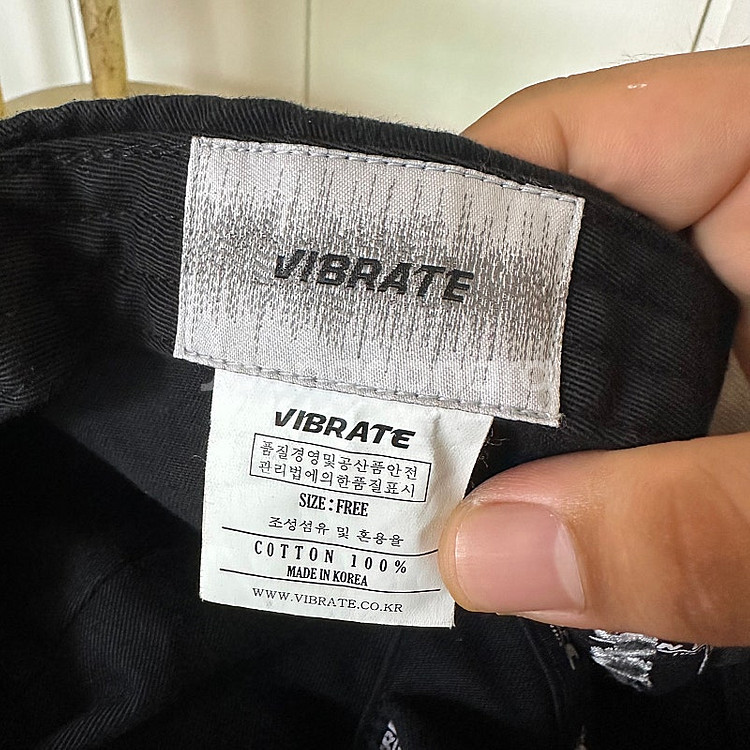 VIBRATE
VIBRATE
품질경영및공산품안전
관리법에의한품질표시
SIZE : FREE
조성섬유 및 혼용율
COTTON 100%
MADE IN KOREA
WWW.VIBRATE.CO.KR